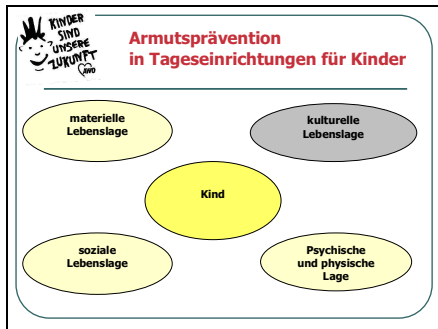 KINDER
SIND
UNSERE
ZUKUNFT
AWO
Armutsprävention
in Tageseinrichtungen für Kinder
materielle
Lebenslage
kulturelle
Lebenslage
Kind
soziale
Lebenslage
Psychische
und physische
Lage